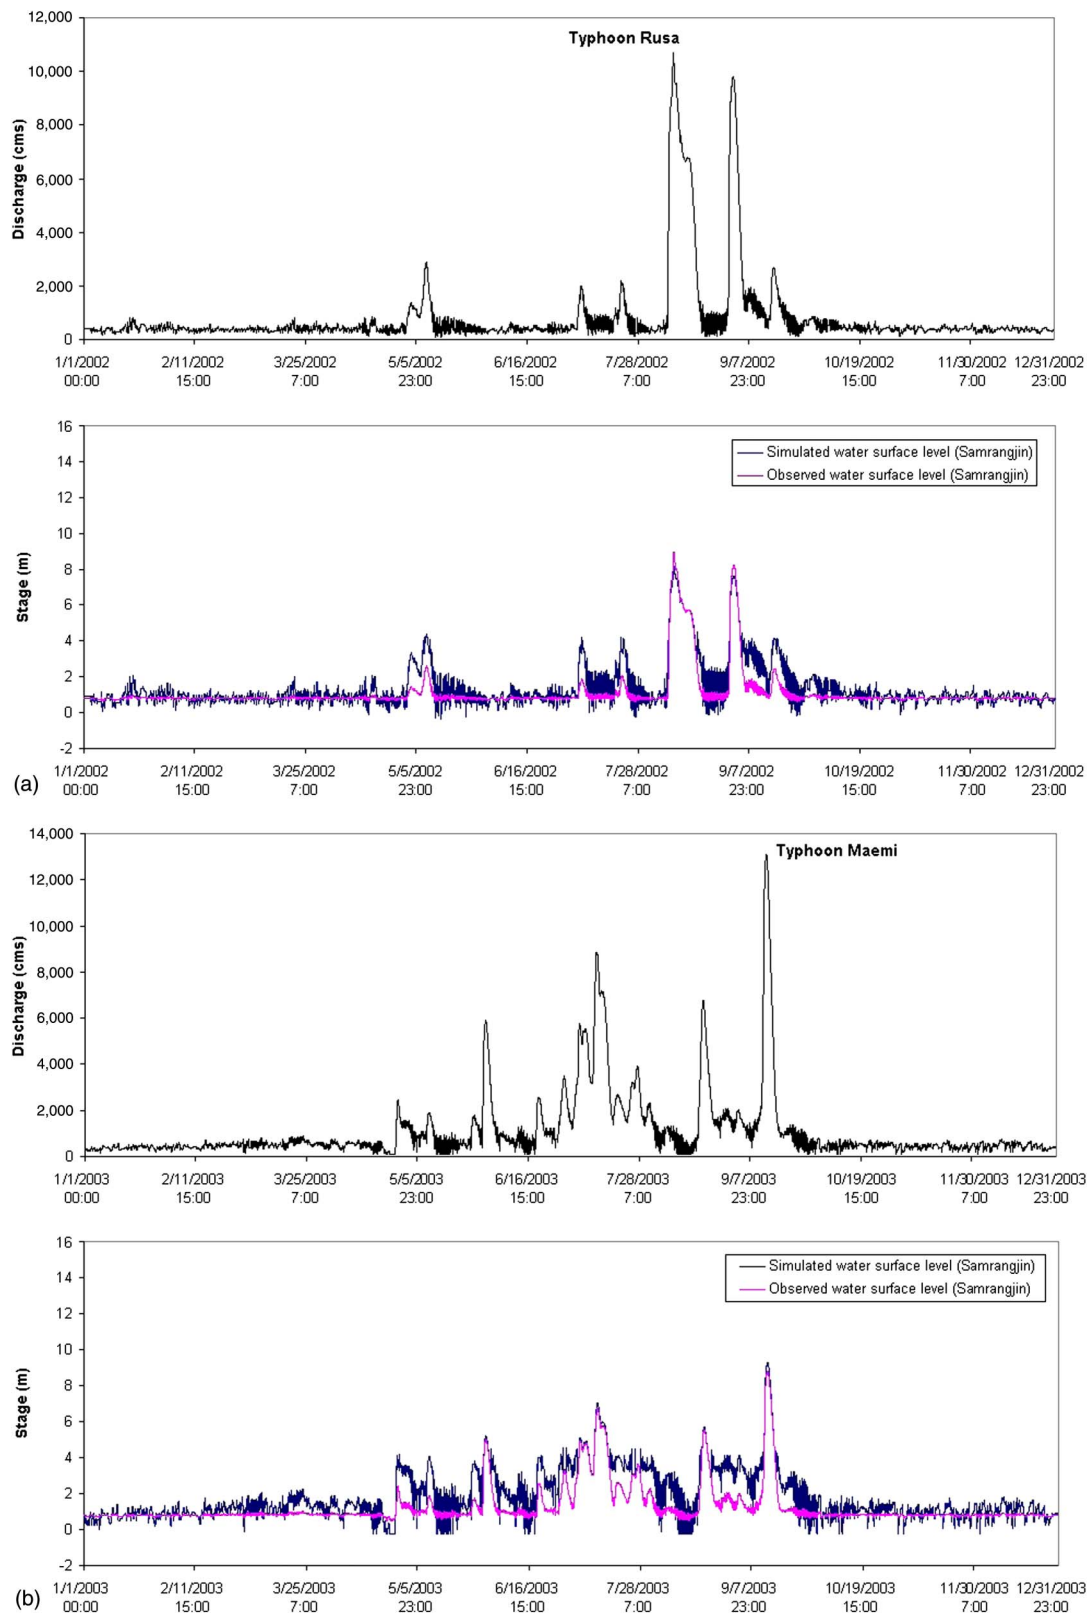 12,000
Typhoon Rusa
10,000
8,000
6,000
4,000
2,000
0
Discharge (cms)
1/1/2002 2/11/2002 3/25/2002 5/5/2002 6/16/2002 7/28/2002 9/7/2002 10/19/2002 11/30/2002 12/31/2002
00:00 15:00 7:00 23:00 15:00 7:00 23:00 15:00 7:00 23:00
16
14
12
10
8
6
4
2
0
-2
Stage (m)
Simulated water surface level (Samrangjin)
Observed water surface level (Samrangjin)
1/1/2002 2/11/2002 3/25/2002 5/5/2002 6/16/2002 7/28/2002 9/7/2002 10/19/2002 11/30/2002 12/31/2002
(a)
00:00 15:00 7:00 23:00 15:00 7:00 23:00 15:00 7:00 23:00
14,000
Typhoon Maemi
12,000
10,000
8,000
6,000
4,000
2,000
0
Discharge (cms)
1/1/2003 2/11/2003 3/25/2003 5/5/2003 6/16/2003 7/28/2003 9/7/2003 10/19/2003 11/30/2003 12/31/2003
00:00 15:00 7:00 23:00 15:00 7:00 23:00 15:00 7:00 23:00
16
14
12
10
8
6
4
2
0
-2
Stage (m)
Simulated water surface level (Samrangjin)
Observed water surface level (Samrangjin)
1/1/2003 2/11/2003 3/25/2003 5/5/2003 6/16/2003 7/28/2003 9/7/2003 10/19/2003 11/30/2003 12/31/2003
(b)
00:00 15:00 7:00 23:00 15:00 7:00 23:00 15:00 7:00 23:00